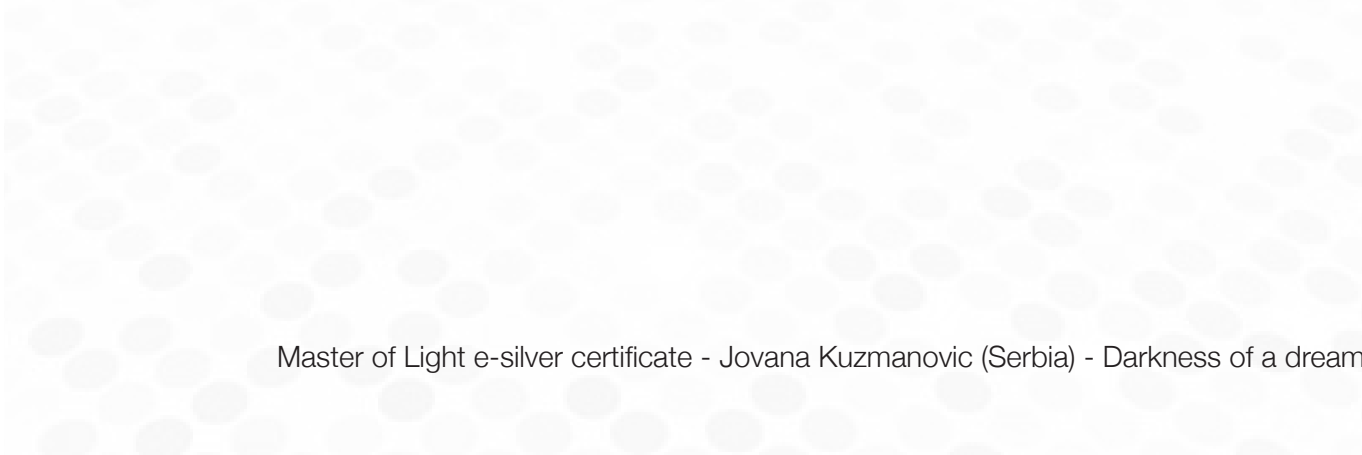 Master of Light e-silver certificate - Jovana Kuzmanovic (Serbia) - Darkness of a dream